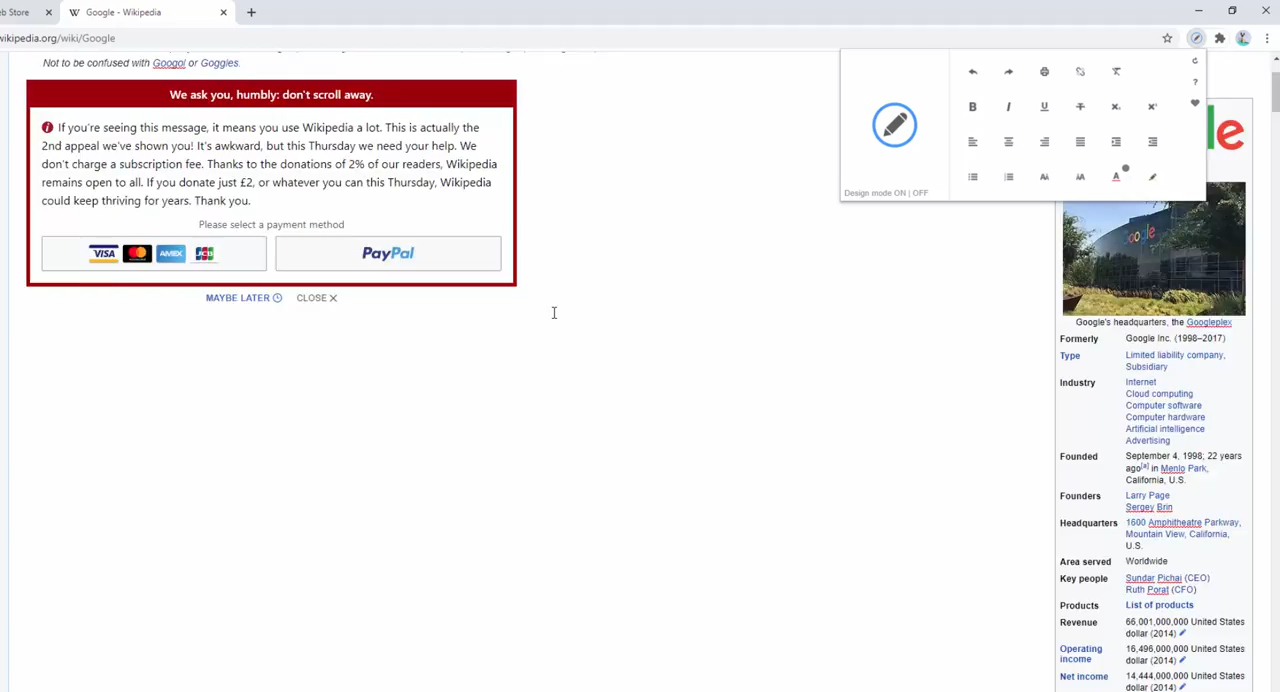 b Store
Google - Wikipedia
wikipedia.org/wiki/Google
Not to be confused with Googol or Goggles.
We ask you, humbly: don't scroll away.
If you're seeing this message, it means you use Wikipedia a lot. This is actually the
2nd appeal we've shown you! It's awkward, but this Thursday we need your help. We
don't charge a subscription fee. Thanks to the donations of 2% of our readers, Wikipedia
remains open to all. If you donate just £2, or whatever you can this Thursday, Wikipedia
could keep thriving for years. Thank you.
Please select a payment method
VISA AMEX JCB
PayPal
MAYBE LATER CLOSE
Design mode ON | OFF
le
Google
Google's headquarters, the Googleplex
Formerly Google Inc. (1998–2017)
Type Limited liability company,
Subsidiary
Industry Internet
Cloud computing
Computer software
Computer hardware
Artificial intelligence
Advertising
Founded September 4, 1998; 22 years
ago[a] in Menlo Park,
California, U.S.
Founders Larry Page
Sergey Brin
Headquarters 1600 Amphitheatre Parkway,
Mountain View, California,
U.S.
Area served Worldwide
Key people Sundar Pichai (CEO)
Ruth Porat (CFO)
Products List of products
Revenue 66,001,000,000 United States
dollar (2014)
Operating 16,496,000,000 United States
income dollar (2014)
Net income 14,444,000,000 United States
dollar (2014)